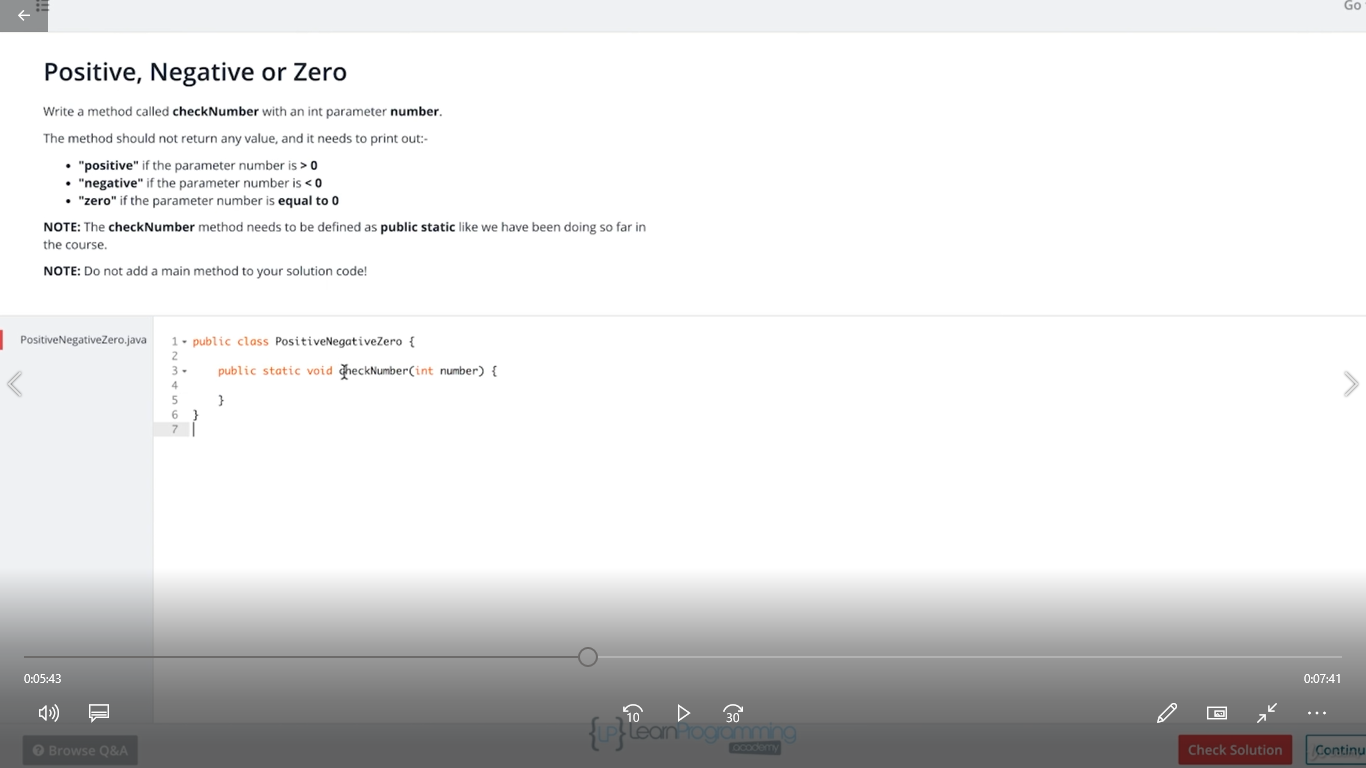 Go
Positive, Negative or Zero
Write a method called checkNumber with an int parameter number.
The method should not return any value, and it needs to print out:-
• "positive" if the parameter number is > 0
• "negative" if the parameter number is < 0
• "zero" if the parameter number is equal to 0
NOTE: The checkNumber method needs to be defined as public static like we have been doing so far in
the course.
NOTE: Do not add a main method to your solution code!
PositiveNegativeZero.java
1 public class PositiveNegativeZero {
2
3 public static void checkNumber(int number) {
4
5 }
6 }
7
0:05:43
0:07:41
10
30
{LP} LearnProgramming
academy
Browse Q&A
Check Solution
Continu